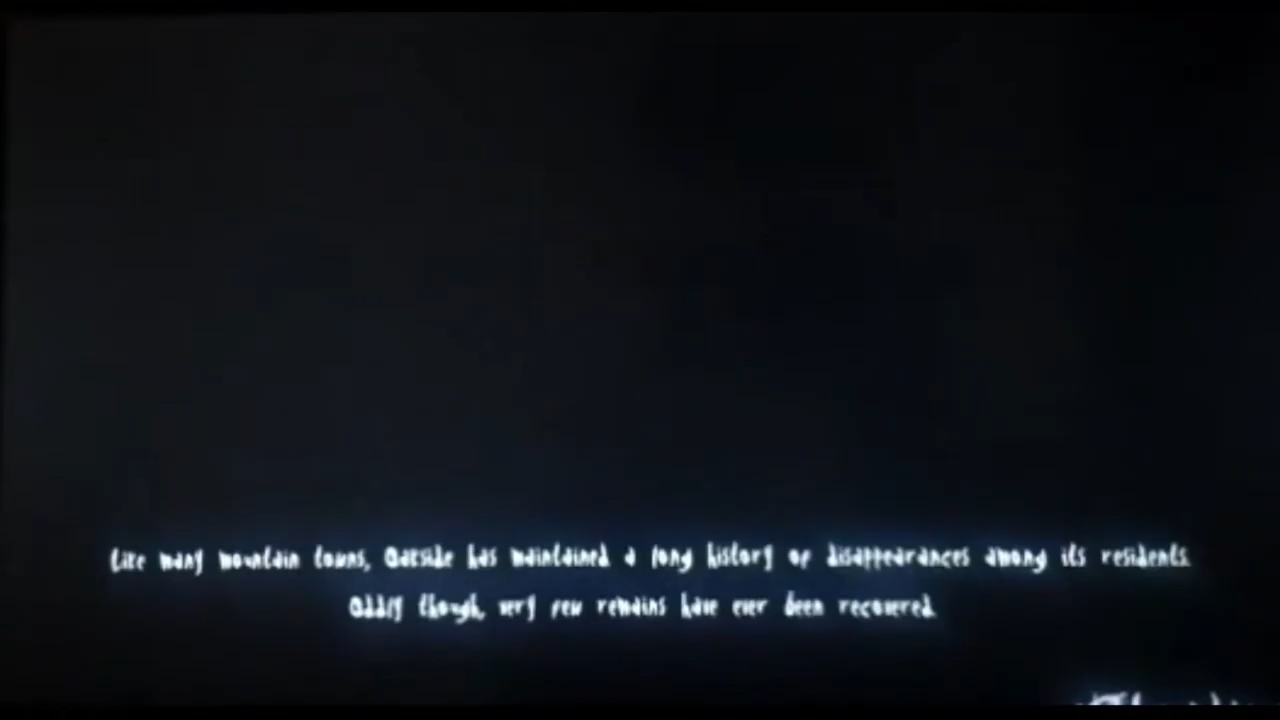 Like many mountain towns, Oatside has maintained a long history of disappearances among its residents.
Oddly though, very few remains have ever been recovered.